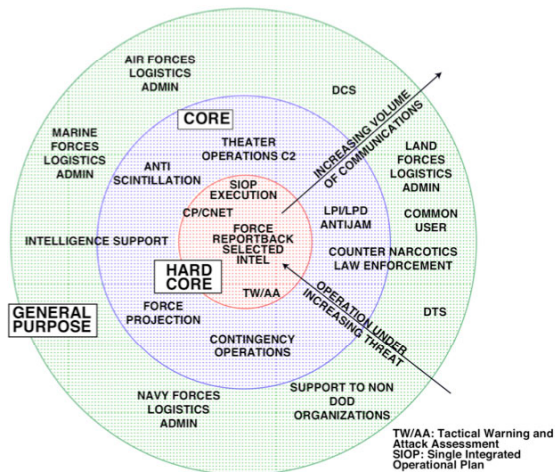 AIR FORCES
LOGISTICS
ADMIN
DCS
CORE
MARINE
FORCES
LOGISTICS
ADMIN
THEATER
OPERATIONS C2
INCREASING VOLUME
OF COMMUNICATIONS
LAND
FORCES
LOGISTICS
ADMIN
ANTI
SCINTILLATION
SIOP
EXECUTION
CP/CNET
LPI/LPD
ANTIJAM
COMMON
USER
FORCE
REPORTBACK
SELECTED
INTEL
INTELLIGENCE SUPPORT
COUNTER NARCOTICS
LAW ENFORCEMENT
HARD
CORE
TW/AA
OPERATION UNDER
INCREASING THREAT
GENERAL
PURPOSE
FORCE
PROJECTION
DTS
CONTINGENCY
OPERATIONS
NAVY FORCES
LOGISTICS
ADMIN
SUPPORT TO NON
DOD
ORGANIZATIONS
TW/AA: Tactical Warning and
Attack Assessment
SIOP: Single Integrated
Operational Plan